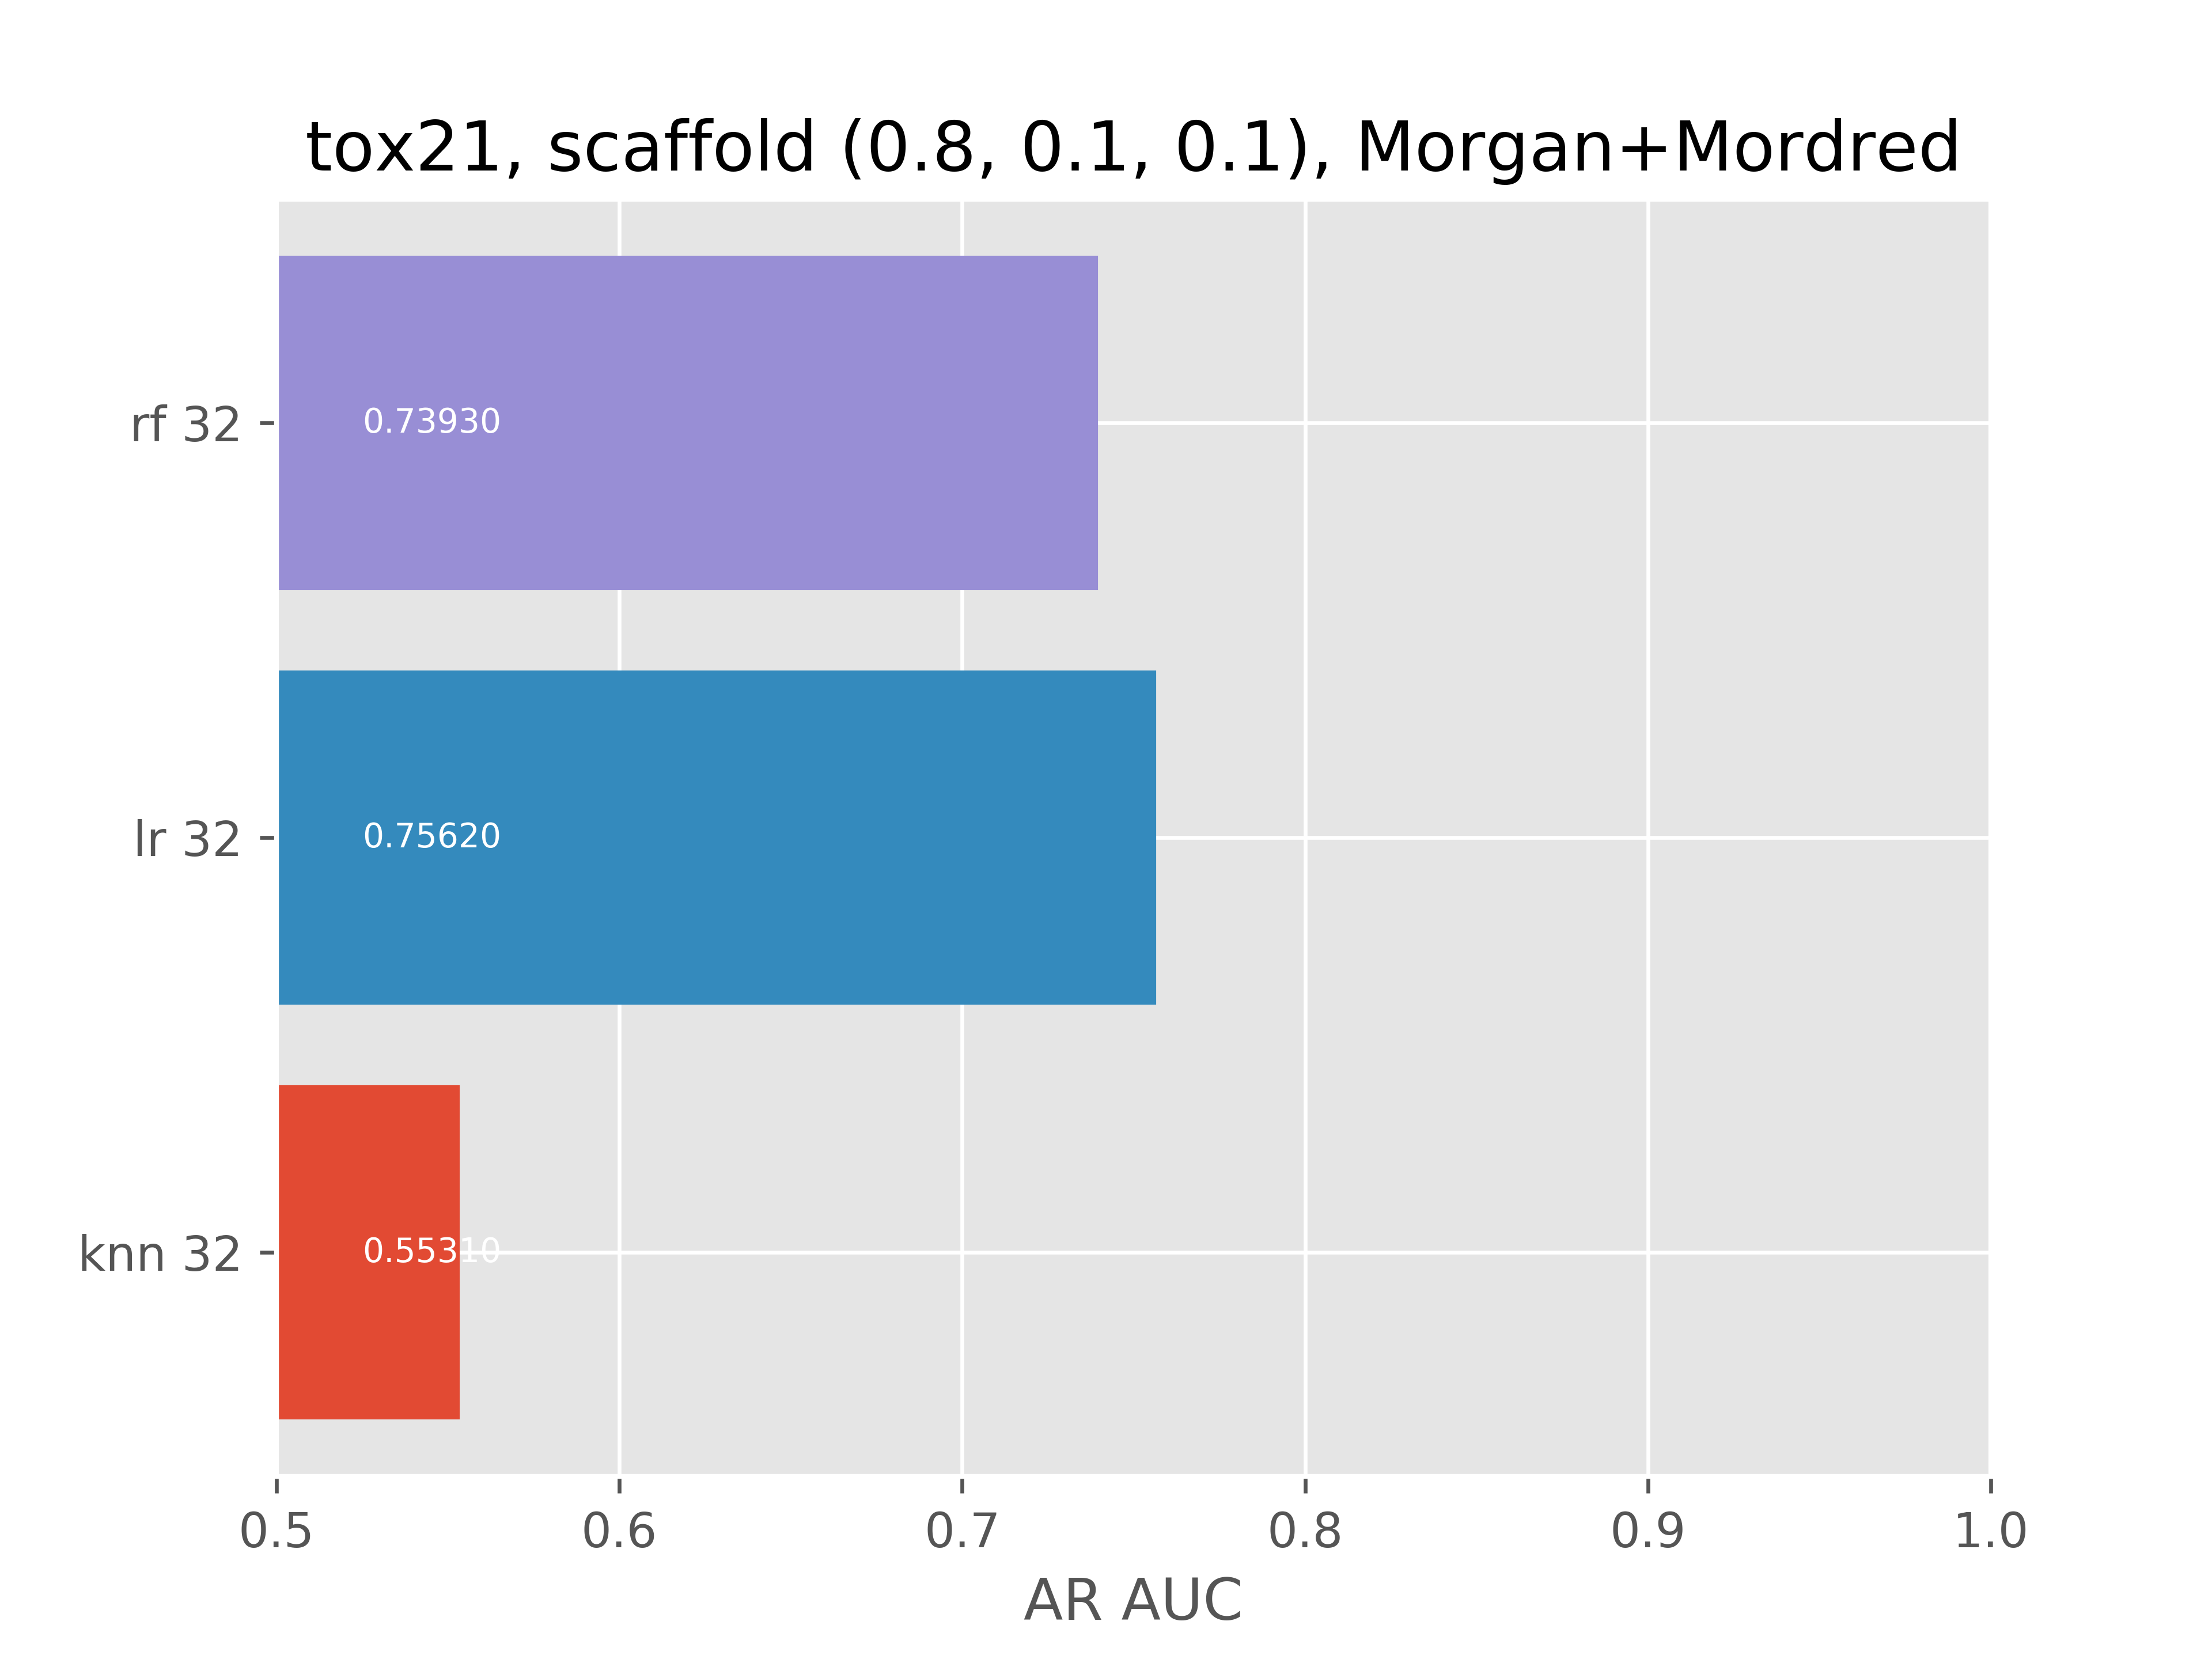 tox21, scaffold (0.8, 0.1, 0.1), Morgan+Mordred
rf 32
0.73930
lr 32
0.75620
knn 32
0.55310
0.5 0.6 0.7 0.8 0.9 1.0
AR AUC